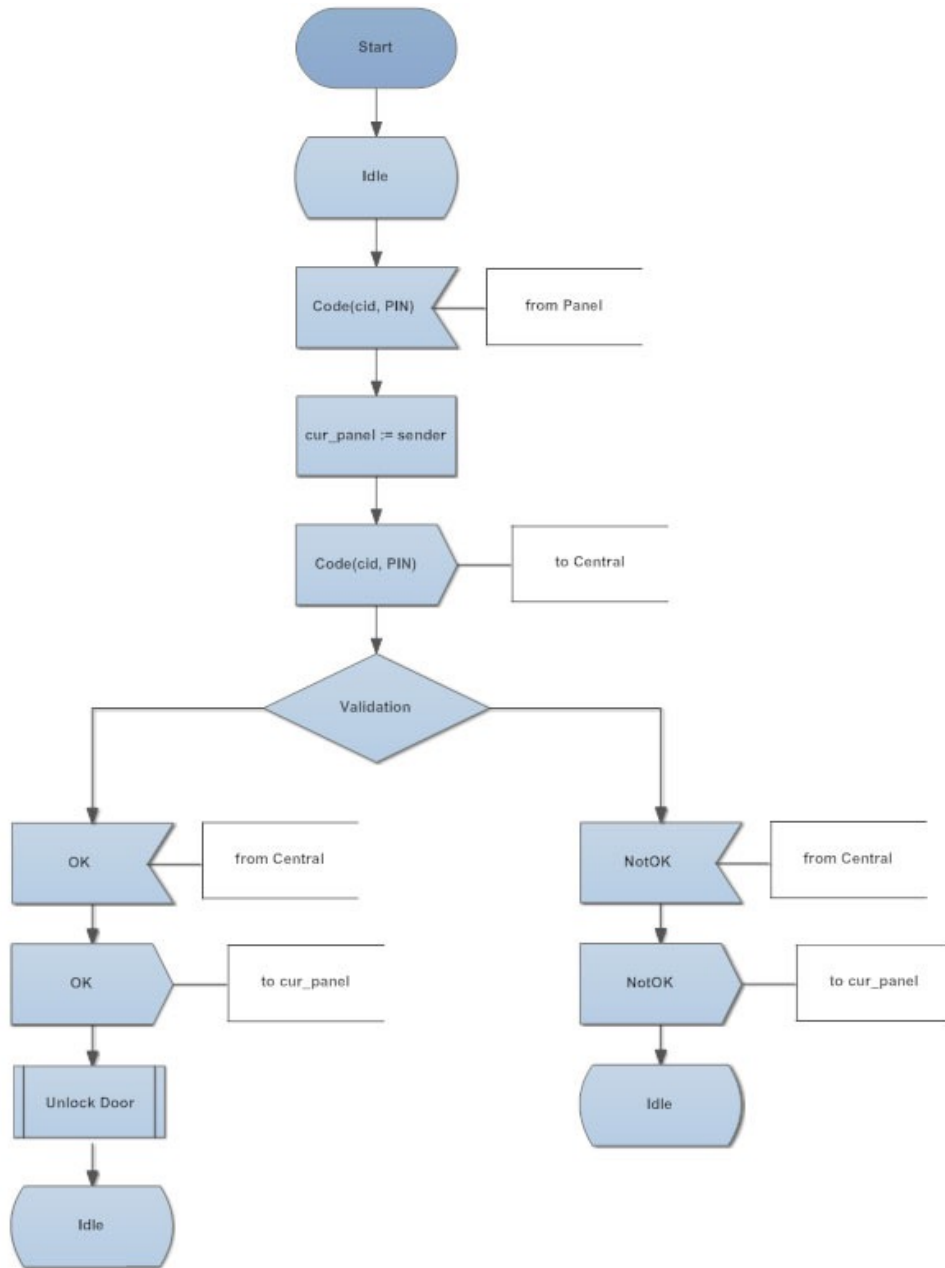 Start
Idle
Code(cid, PIN)
from Panel
cur_panel := sender
Code(cid, PIN)
to Central
Validation
OK
from Central
NotOK
from Central
OK
to cur_panel
NotOK
to cur_panel
Unlock Door
Idle
Idle